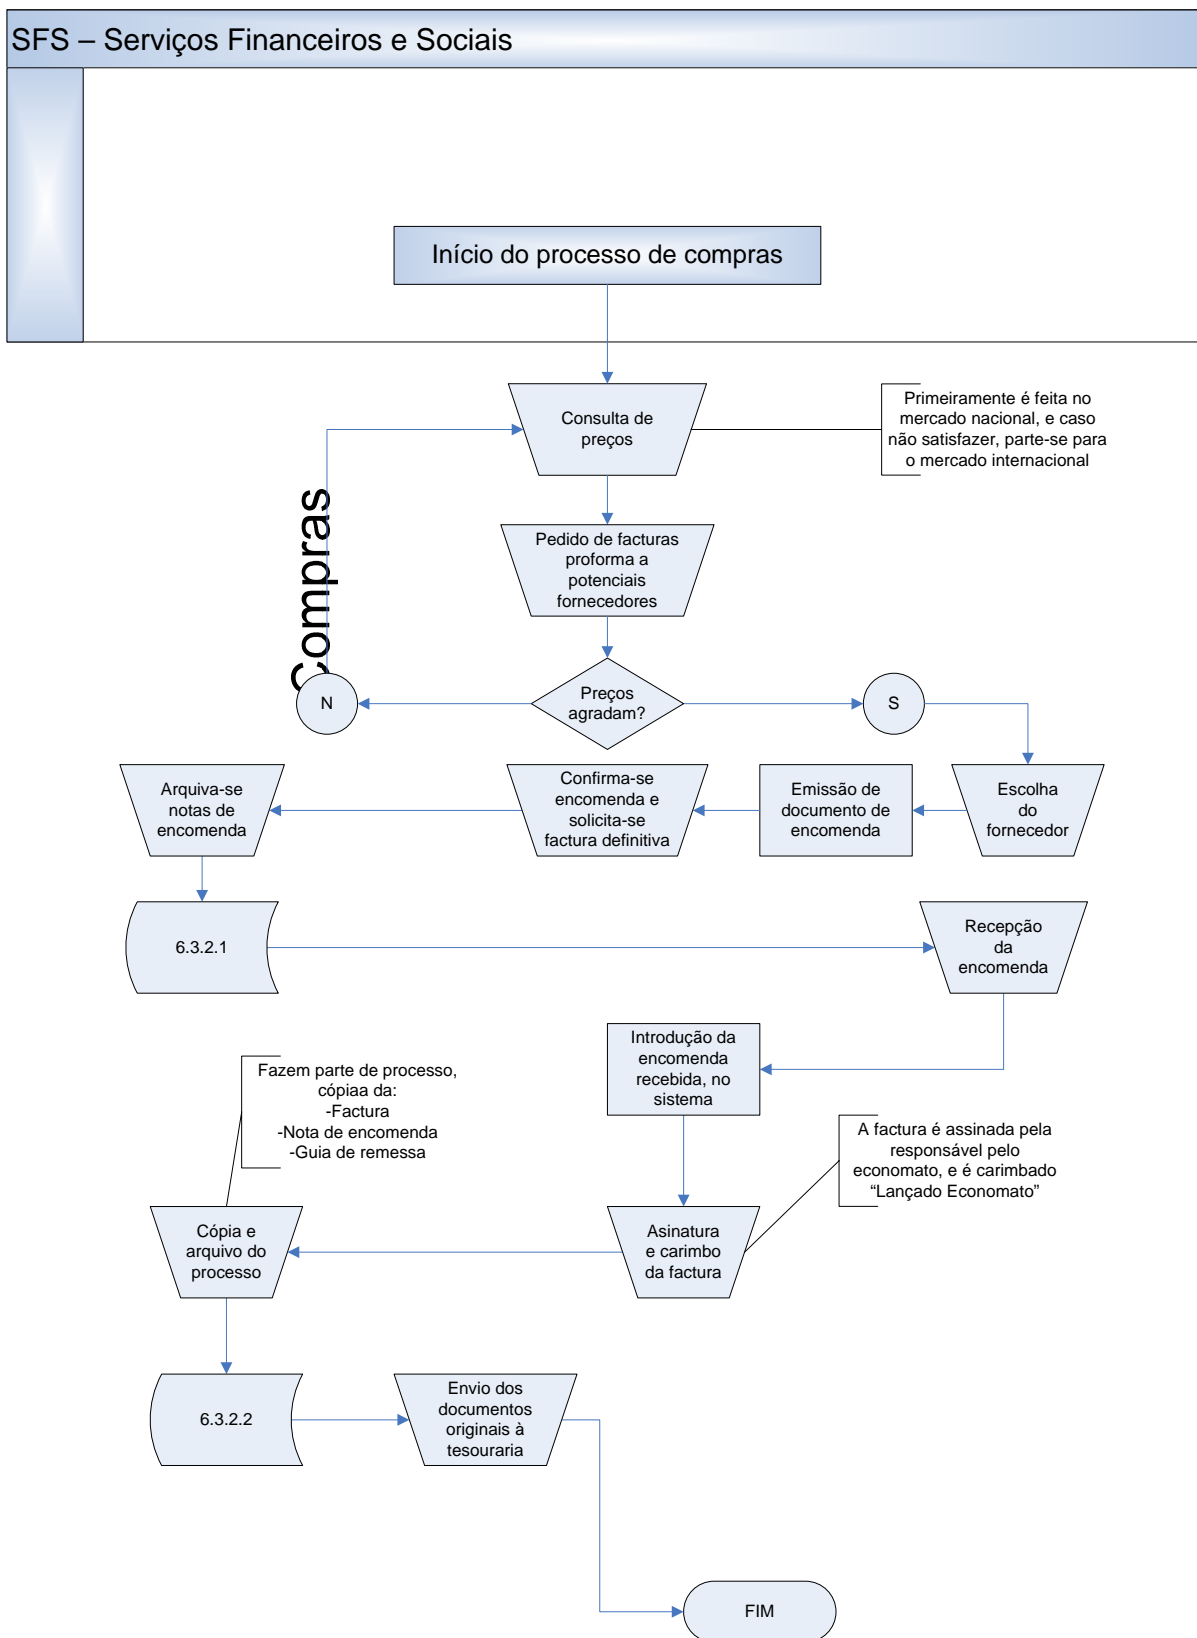 SFS – Serviços Financeiros e Sociais
Início do processo de compras
Compras
Consulta de
preços
Primeiramente é feita no
mercado nacional, e caso
não satisfazer, parte-se para
o mercado internacional
Pedido de facturas
proforma a
potenciais
fornecedores
Preços
agradam?
N
S
Escolha
do
fornecedor
Emissão de
documento de
encomenda
Confirma-se
encomenda e
solicita-se
factura definitiva
Arquiva-se
notas de
encomenda
6.3.2.1
Recepção
da
encomenda
Introdução da
encomenda
recebida, no
sistema
A factura é assinada pela
responsável pelo
economato, e é carimbado
“Lançado Economato”
Asinatura
e carimbo
da factura
Fazem parte de processo,
cópiaa da:
-Factura
-Nota de encomenda
-Guia de remessa
Cópia e
arquivo do
processo
6.3.2.2
Envio dos
documentos
originais à
tesouraria
FIM